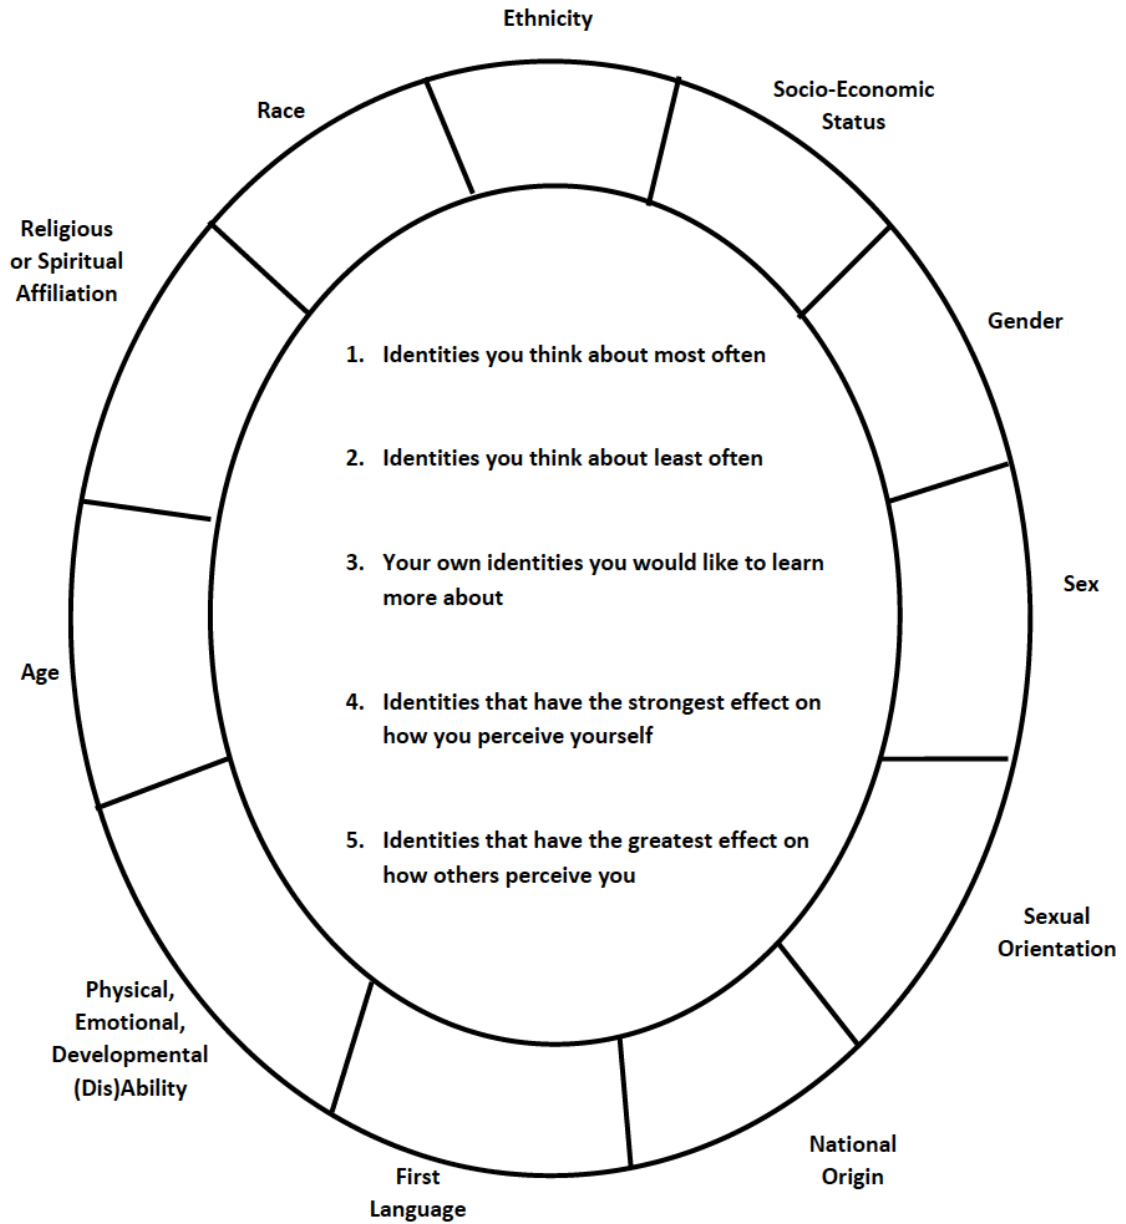 Ethnicity
Socio-Economic
Status
Race
Religious
or Spiritual
Affiliation
Gender
1. Identities you think about most often
2. Identities you think about least often
3. Your own identities you would like to learn
more about
Sex
Age
4. Identities that have the strongest effect on
how you perceive yourself
5. Identities that have the greatest effect on
how others perceive you
Sexual
Orientation
Physical,
Emotional,
Developmental
(Dis)Ability
National
Origin
First
Language